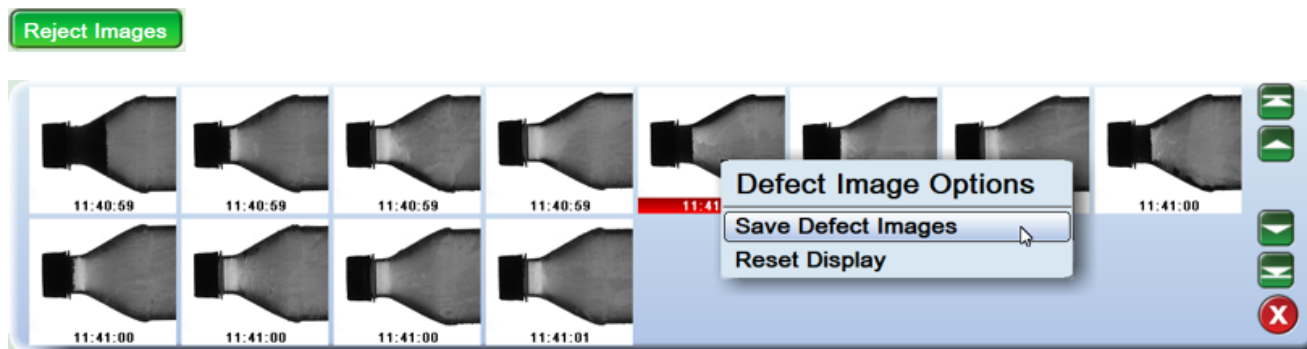 Reject Images
11:40:59 11:40:59 11:40:59 11:40:59 11:41 11:41:00
Defect Image Options
Save Defect Images
Reset Display
11:41:00 11:41:00 11:41:00 11:41:01
X